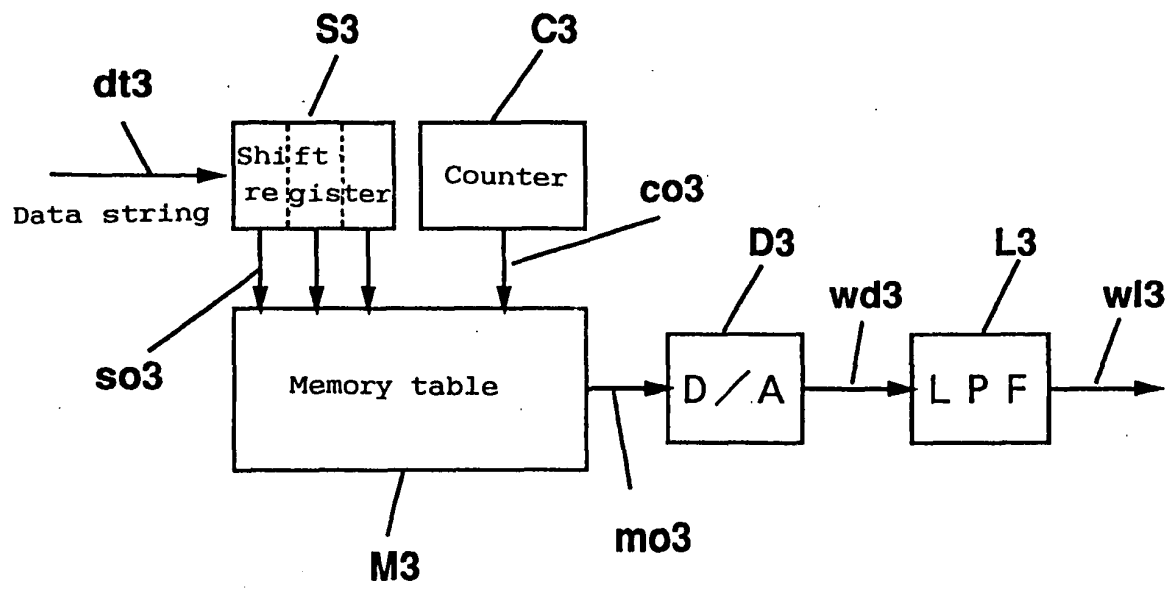 S3
C3
dt3
Shift
register
Counter
Data string
co3
D3
L3
wd3
wl3
so3
Memory table
D/A
LPF
mo3
M3